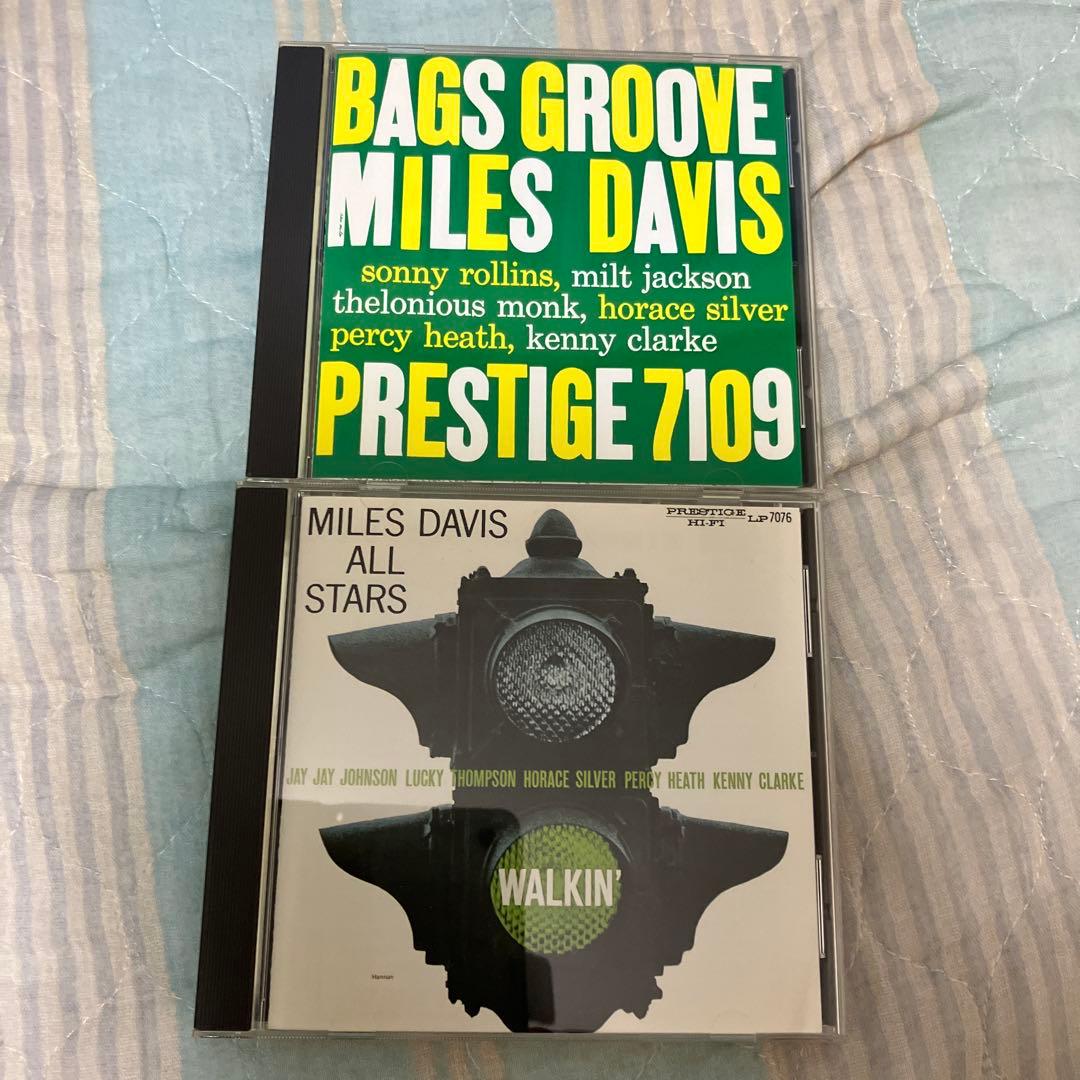 BAGS GROOVE
MILES DAVIS
sonny rollins, milt jackson
thelonious monk, horace silver
percy heath, kenny clarke
PRESTIGE 7109
MILES DAVIS
ALL
STARS
PRESTIGE
HI-FI LP 7076
JAY JAY JOHNSON LUCKY THOMPSON HORACE SILVER PERCY HEATH KENNY CLARKE
WALKIN'
Hannan